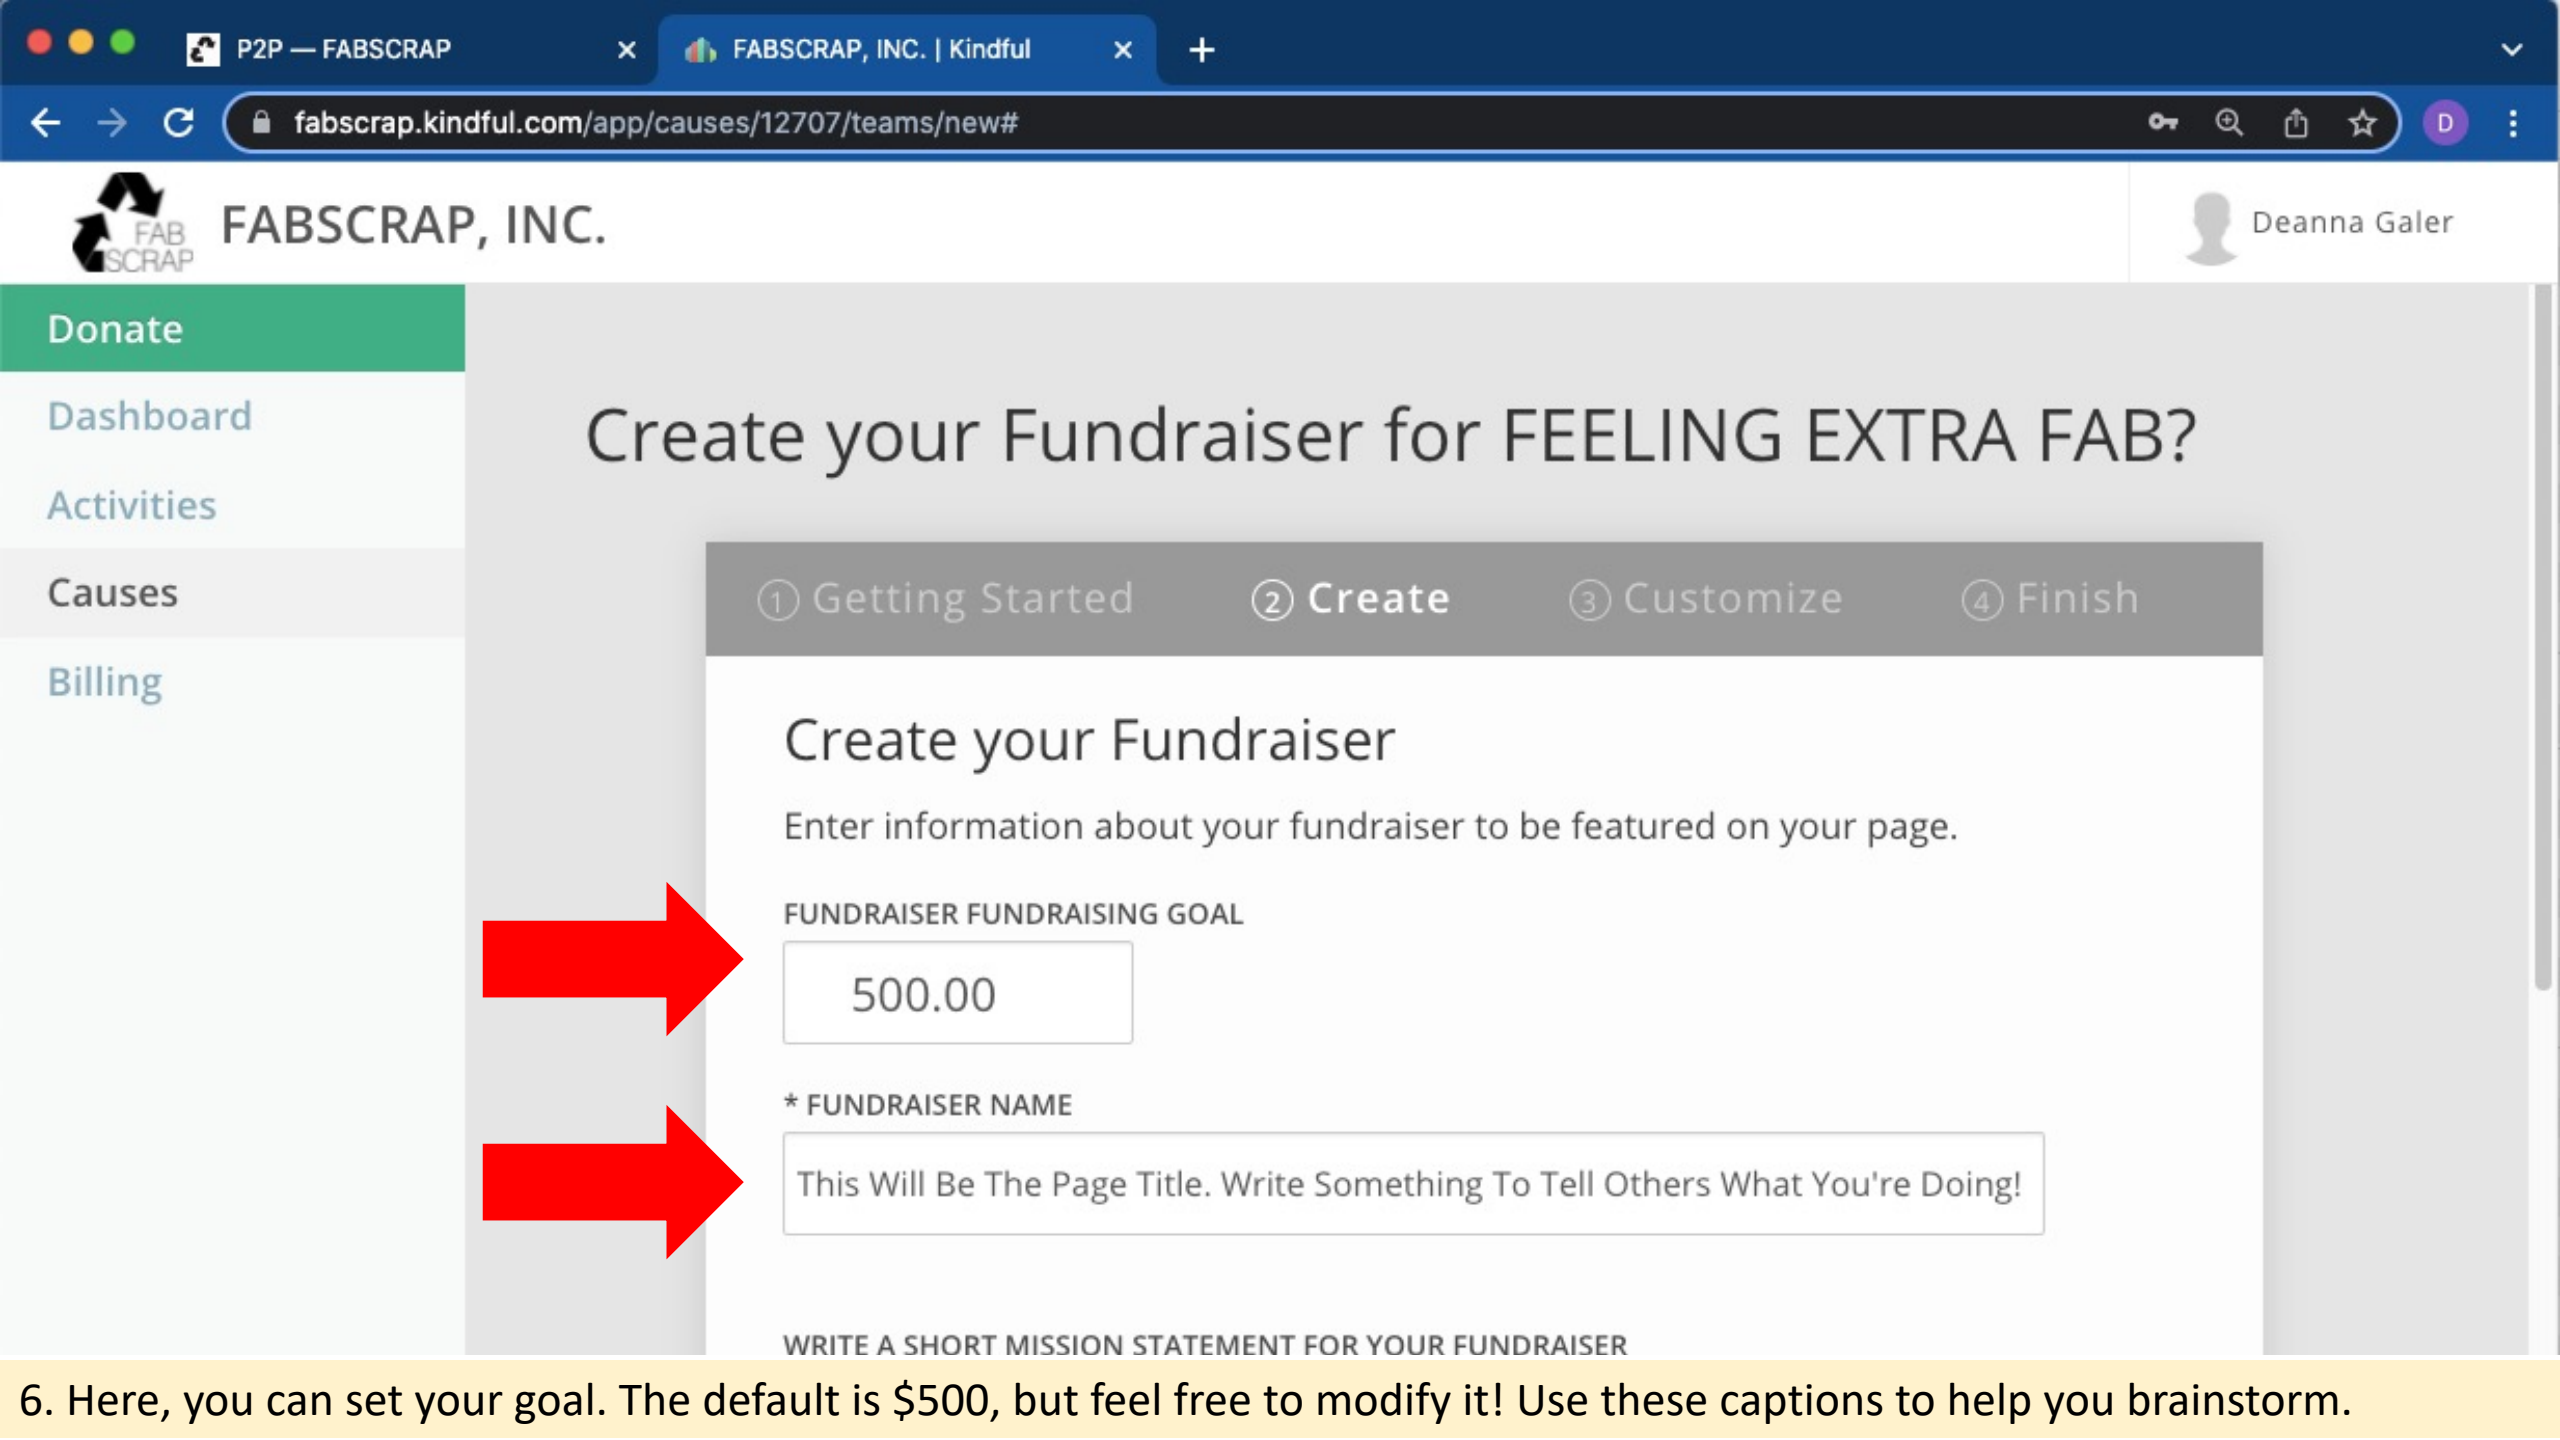 P2P — FABSCRAP
FABSCRAP, INC. | Kindful
fabscrap.kindful.com/app/causes/12707/teams/new#
D
FAB
SCRAP
FABSCRAP, INC.
Deanna Galer
Donate
Dashboard
Activities
Causes
Billing
Create your Fundraiser for FEELING EXTRA FAB?
1 Getting Started
2 Create
3 Customize
4 Finish
Create your Fundraiser
Enter information about your fundraiser to be featured on your page.
FUNDRAISER FUNDRAISING GOAL
500.00
* FUNDRAISER NAME
This Will Be The Page Title. Write Something To Tell Others What You're Doing!
WRITE A SHORT MISSION STATEMENT FOR YOUR FUNDRAISER
6. Here, you can set your goal. The default is $500, but feel free to modify it! Use these captions to help you brainstorm.